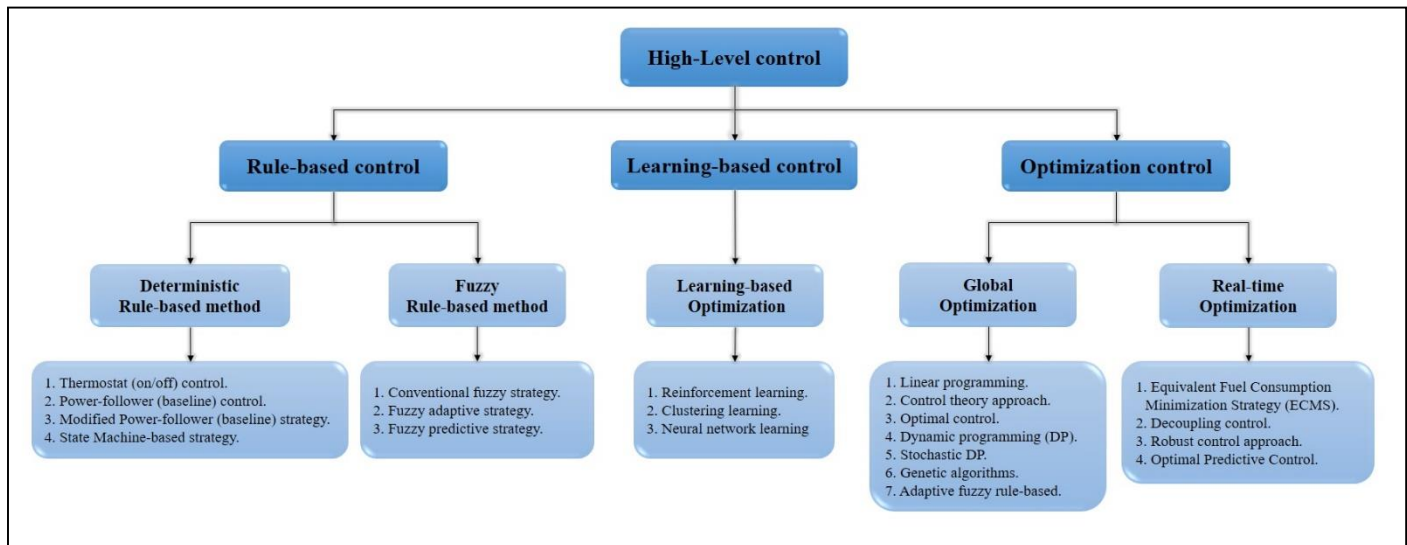 High-Level control
Rule-based control
Learning-based control
Optimization control
Deterministic
Rule-based method
Fuzzy
Rule-based method
Learning-based
Optimization
Global
Optimization
Real-time
Optimization
1. Thermostat (on/off) control.
2. Power-follower (baseline) control.
3. Modified Power-follower (baseline) strategy.
4. State Machine-based strategy.
1. Conventional fuzzy strategy.
2. Fuzzy adaptive strategy.
3. Fuzzy predictive strategy.
1. Reinforcement learning.
2. Clustering learning.
3. Neural network learning
1. Linear programming.
2. Control theory approach.
3. Optimal control.
4. Dynamic programming (DP).
5. Stochastic DP.
6. Genetic algorithms.
7. Adaptive fuzzy rule-based.
1. Equivalent Fuel Consumption
Minimization Strategy (ECMS).
2. Decoupling control.
3. Robust control approach.
4. Optimal Predictive Control.